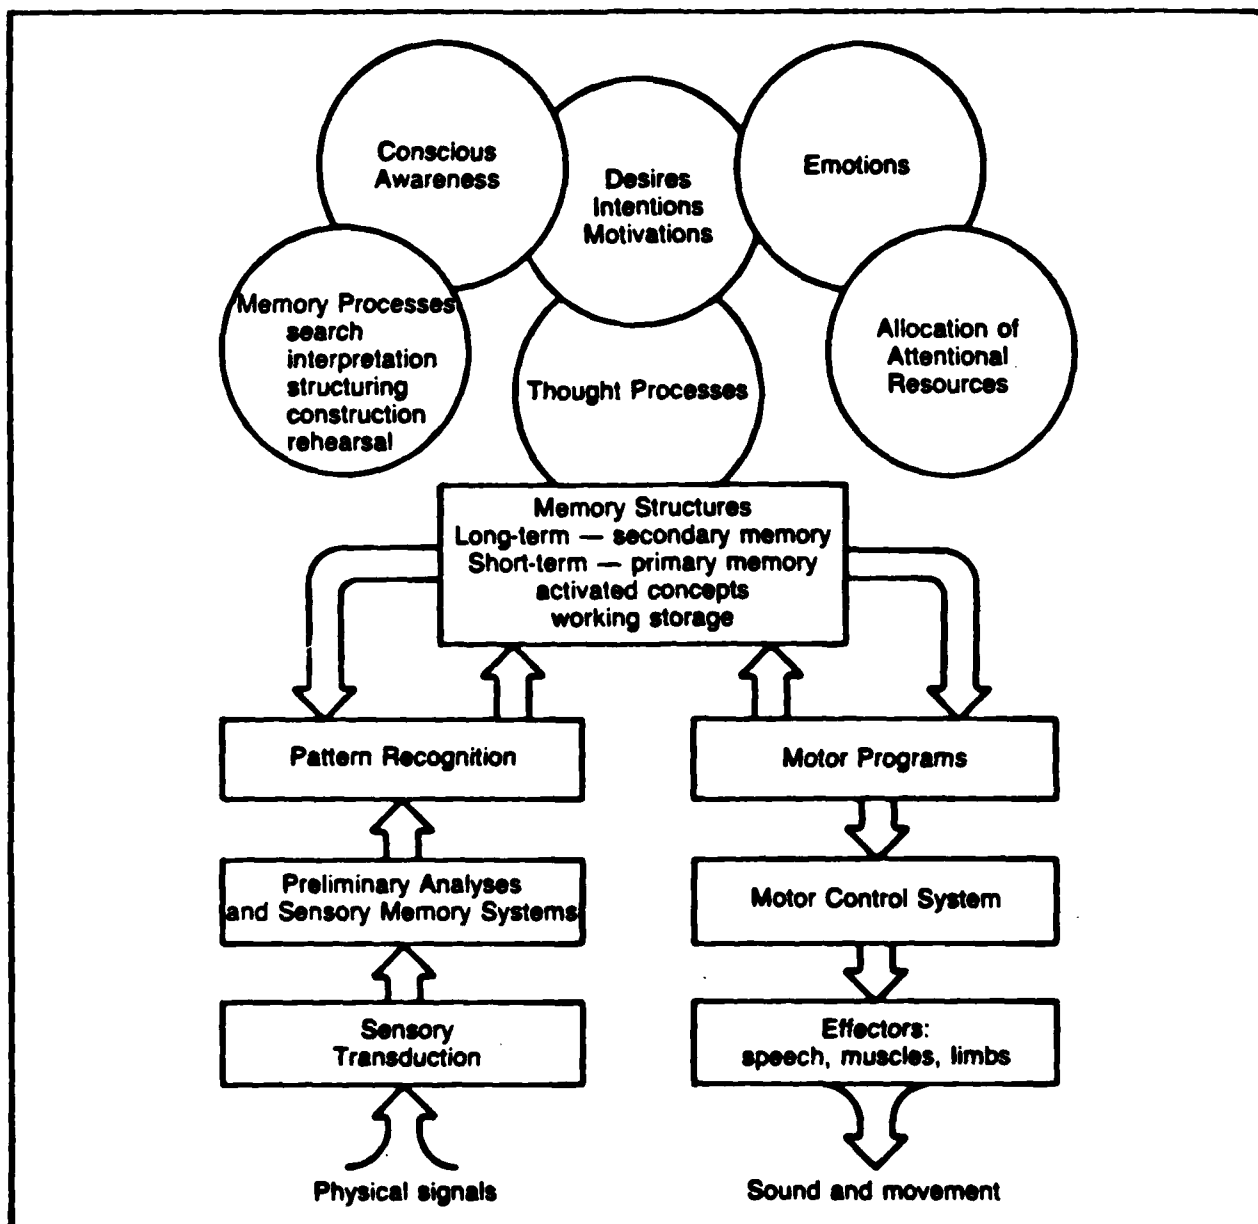 Conscious
Awareness
Desires
Intentions
Motivations
Emotions
Memory Processes
search
interpretation
structuring
construction
rehearsal
Thought Processes
Allocation of
Attentional
Resources
Memory Structures
Long-term — secondary memory
Short-term — primary memory
activated concepts
working storage
Pattern Recognition
Motor Programs
Preliminary Analyses
and Sensory Memory Systems
Motor Control System
Sensory
Transduction
Effectors:
speech, muscles, limbs
Physical signals
Sound and movement